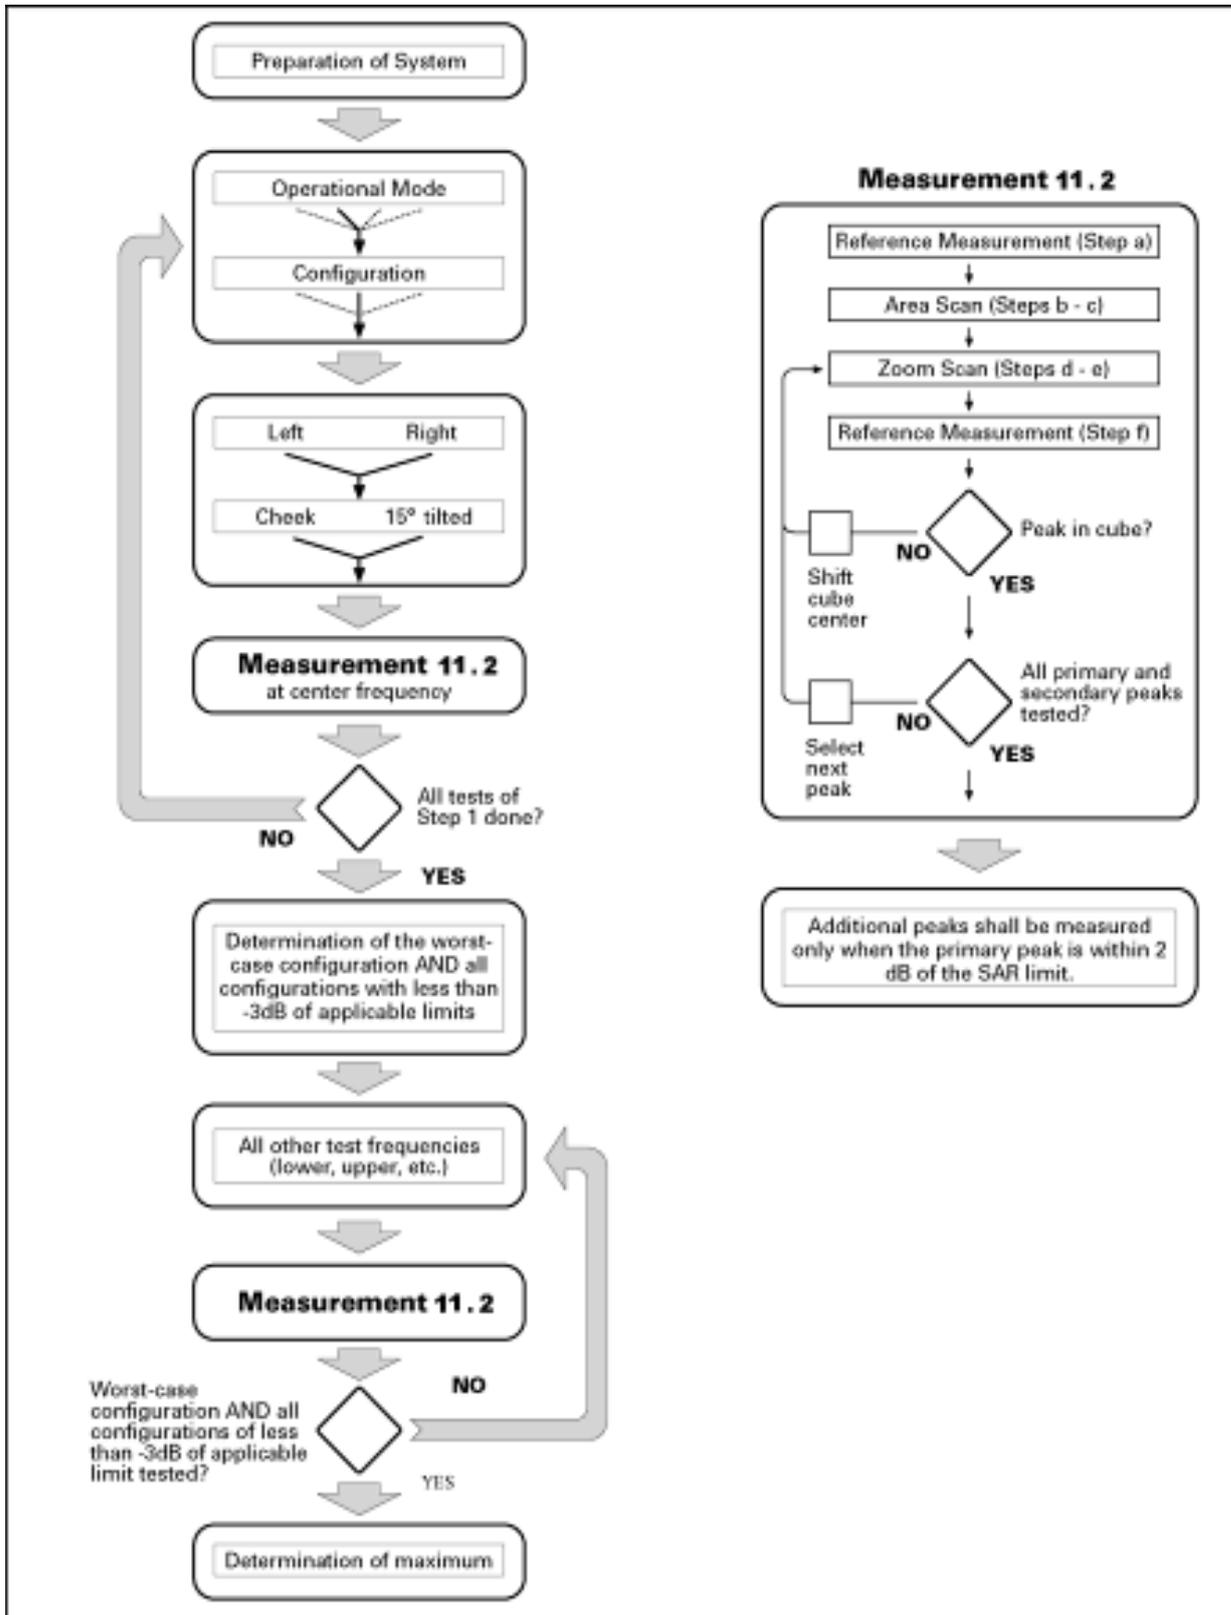 Preparation of System
Operational Mode
Configuration
Left Right
Cheek 15° tilted
Measurement 11.2
at center frequency
All tests of
Step 1 done?
NO
YES
Determination of the worst-
case configuration AND all
configurations with less than
-3dB of applicable limits
All other test frequencies
(lower, upper, etc.)
Measurement 11.2
NO
Worst-case
configuration AND all
configurations of less
than -3dB of applicable
limit tested?
YES
Determination of maximum
Measurement 11.2
Reference Measurement (Step a)
Area Scan (Steps b - c)
Zoom Scan (Steps d - e)
Reference Measurement (Step f)
Peak in cube?
NO
YES
Shift
cube
center
All primary and
secondary peaks
tested?
NO
YES
Select
next
peak
Additional peaks shall be measured
only when the primary peak is within 2
dB of the SAR limit.